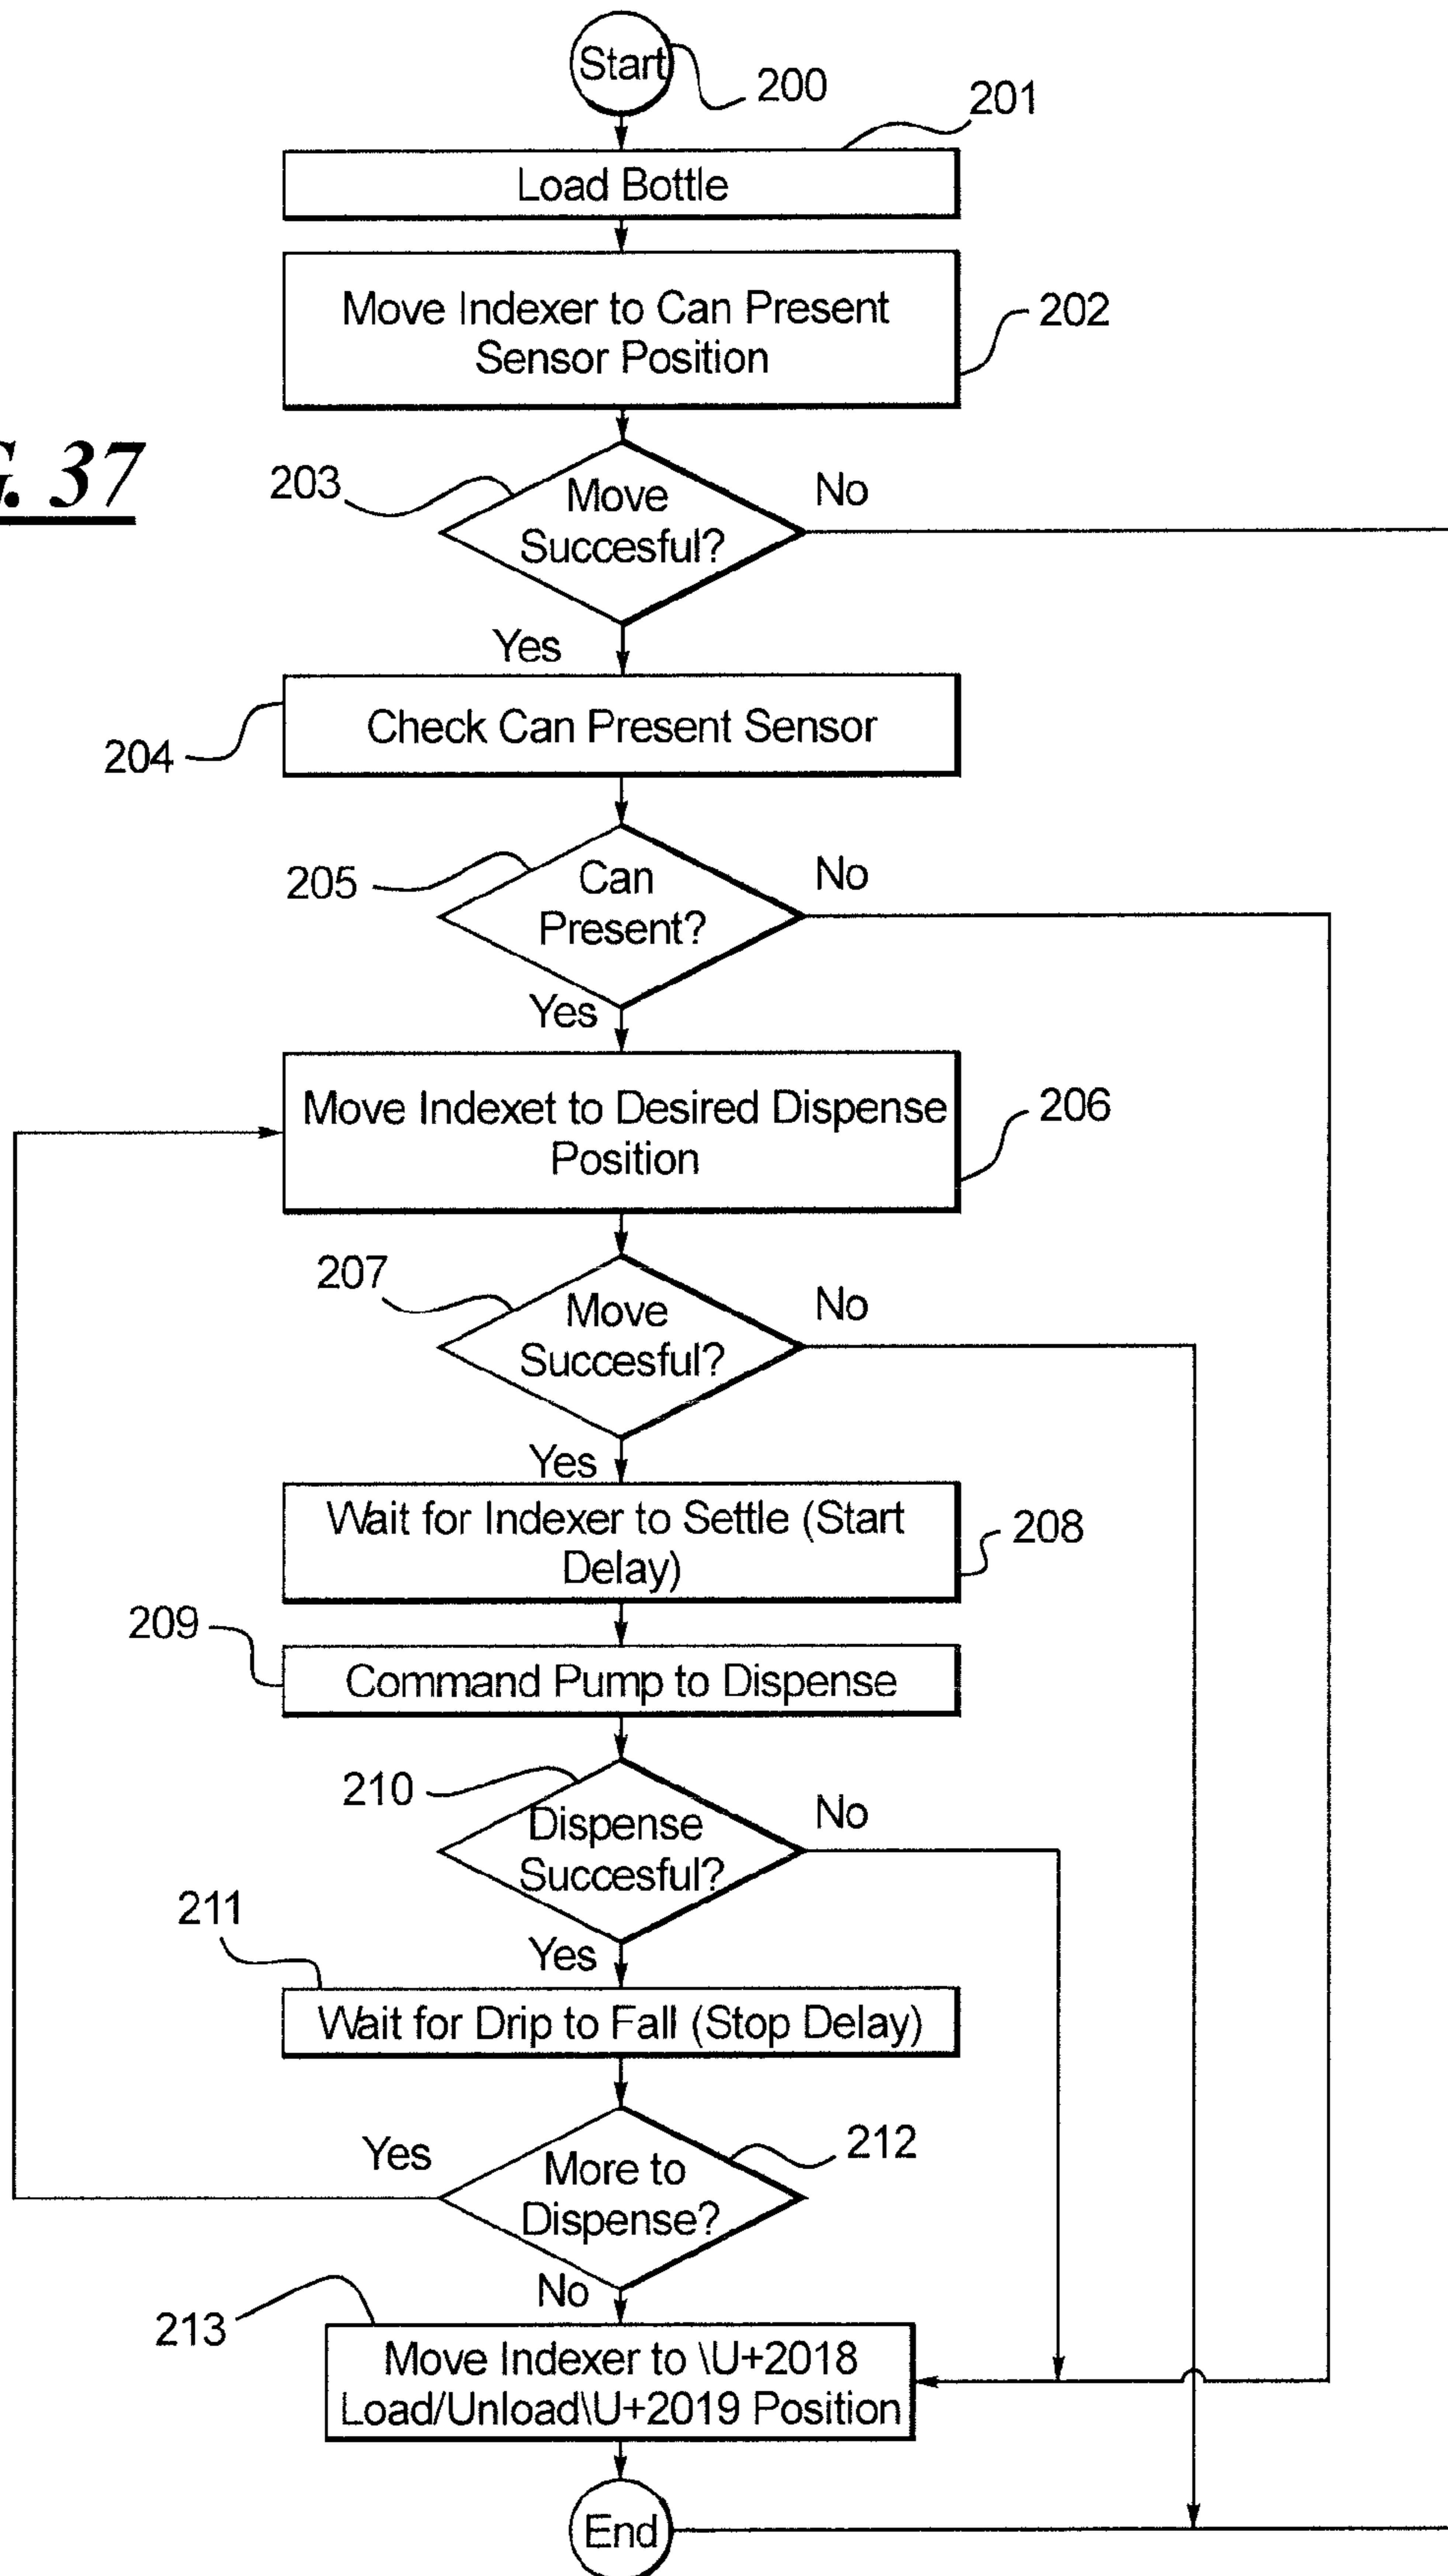 Start
200
201
Load Bottle
Move Indexer to Can Present
Sensor Position
202
G. 37
203
Move
Succesful?
No
Yes
Check Can Present Sensor
204
205
Can
Present?
No
Yes
Move Indexet to Desired Dispense
Position
206
207
Move
Succesful?
No
Yes
Wait for Indexer to Settle (Start
Delay)
208
209
Command Pump to Dispense
210
Dispense
Succesful?
No
211
Yes
Wait for Drip to Fall (Stop Delay)
Yes
More to
Dispense?
212
No
213
Move Indexer to \U+2018
Load/Unload\U+2019 Position
End